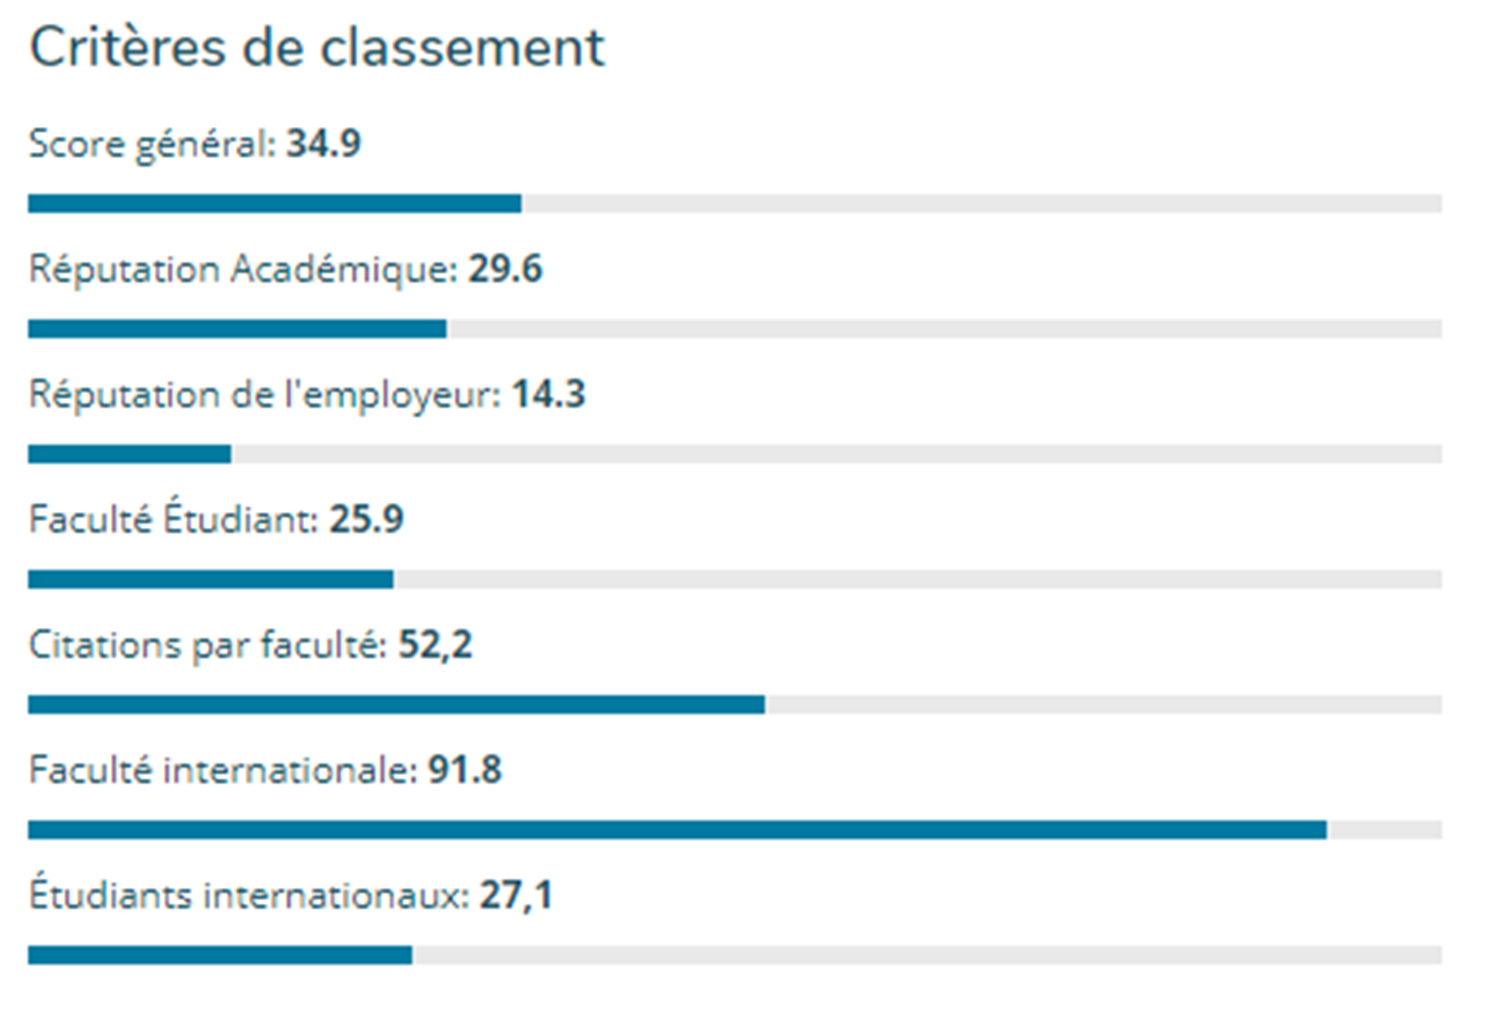 Critères de classement
Score général: 34.9
Réputation Académique: 29.6
Réputation de l'employeur: 14.3
Faculté Étudiant: 25.9
Citations par faculté: 52,2
Faculté internationale: 91.8
Étudiants internationaux: 27,1